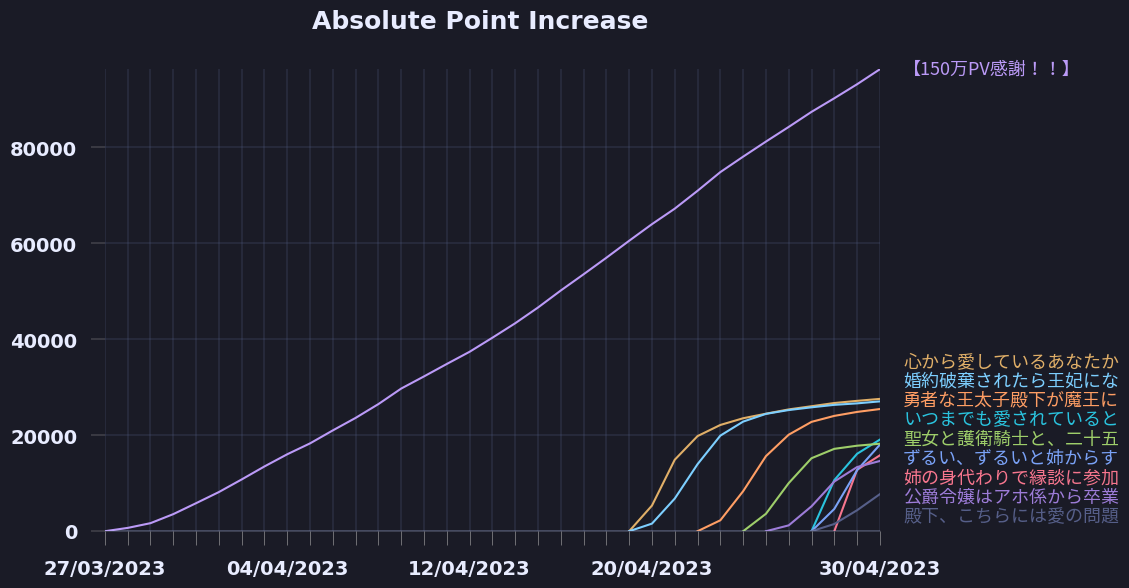 Absolute Point Increase
【150万PV感謝！！】
80000
60000
40000
20000
0
心から愛しているあなたか
婚約破棄されたら王妃にな
勇者な王太子殿下が魔王に
いつまでも愛されていると
聖女と護衛騎士と、二十五
ずるい、ずるいと姉からす
姉の身代わりで縁談に参加
公爵令嬢はアホ係から卒業
殿下、こちらには愛の問題
27/03/2023
04/04/2023
12/04/2023
20/04/2023
30/04/2023